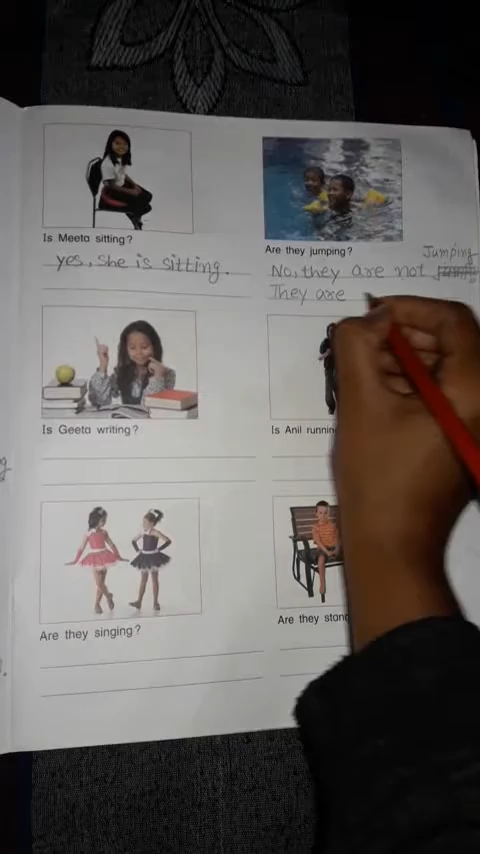 Is Meeta sitting?
yes, She is sitting.
Are they jumping?
Jumping
No, they are not
They are
Is Geeta writing?
Is Anil runnin
Are they singing?
Are they stand